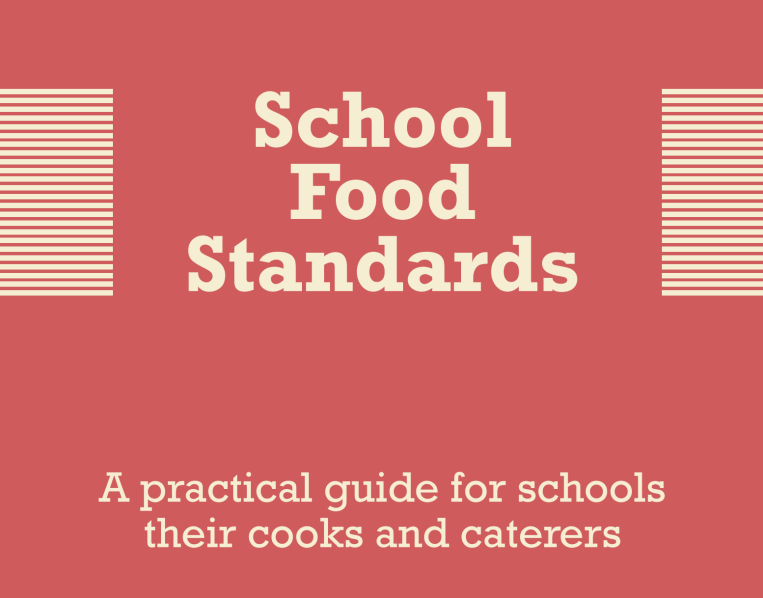 School
Food
Standards
A practical guide for schools
their cooks and caterers